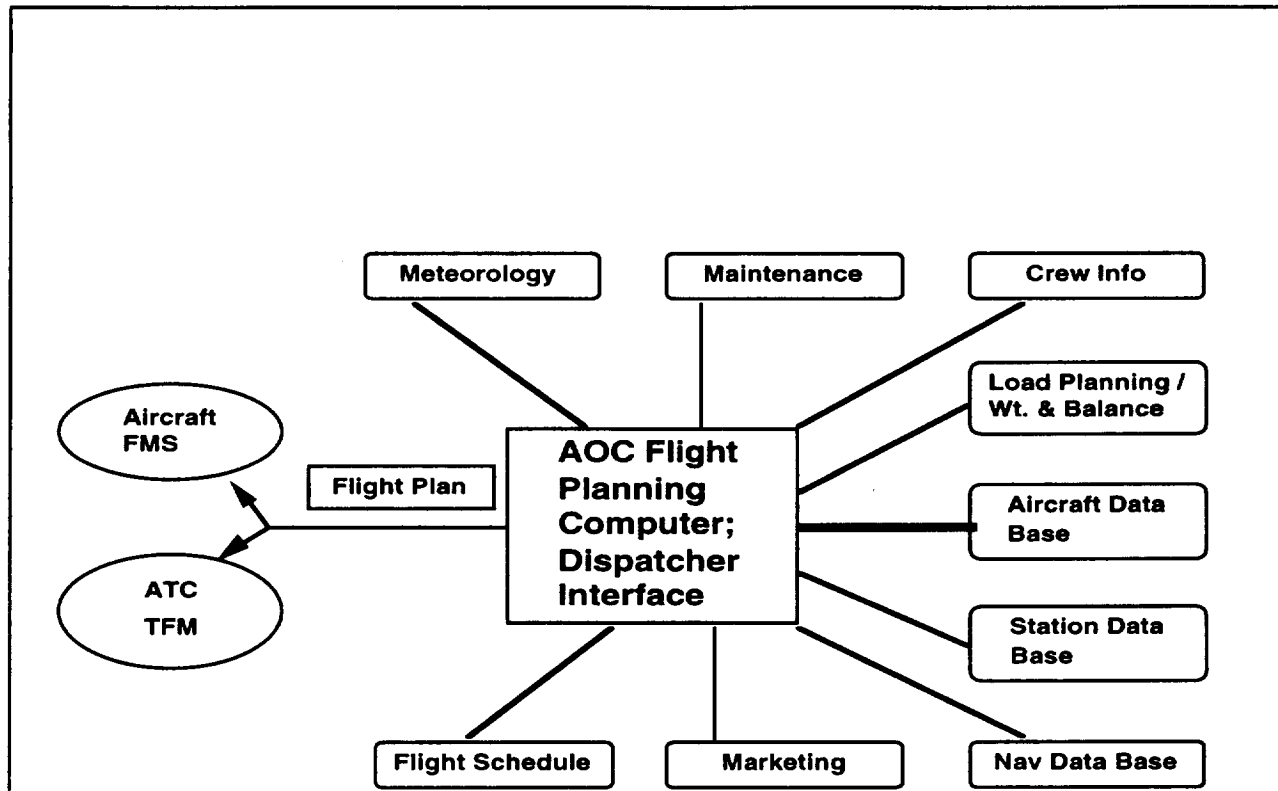 Meteorology
Maintenance
Crew Info
Load Planning /
Wt. & Balance
Aircraft
FMS
Flight Plan
AOC Flight
Planning
Computer;
Dispatcher
Interface
Aircraft Data
Base
ATC
TFM
Station Data
Base
Flight Schedule
Marketing
Nav Data Base